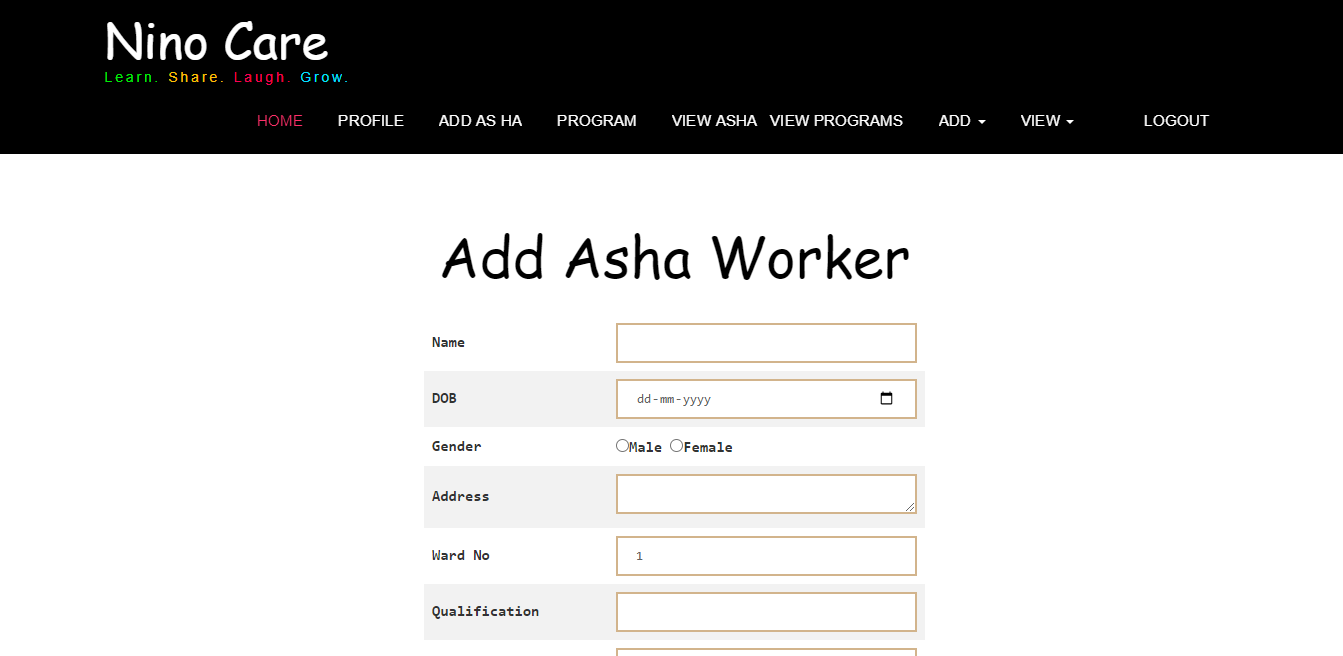 Nino Care
Learn. Share. Laugh. Grow.
HOME PROFILE ADD AS HA PROGRAM VIEW ASHA VIEW PROGRAMS ADD VIEW LOGOUT
Add Asha Worker
Name
DOB dd-mm-yyyy
Gender Male Female
Address
Ward No 1
Qualification